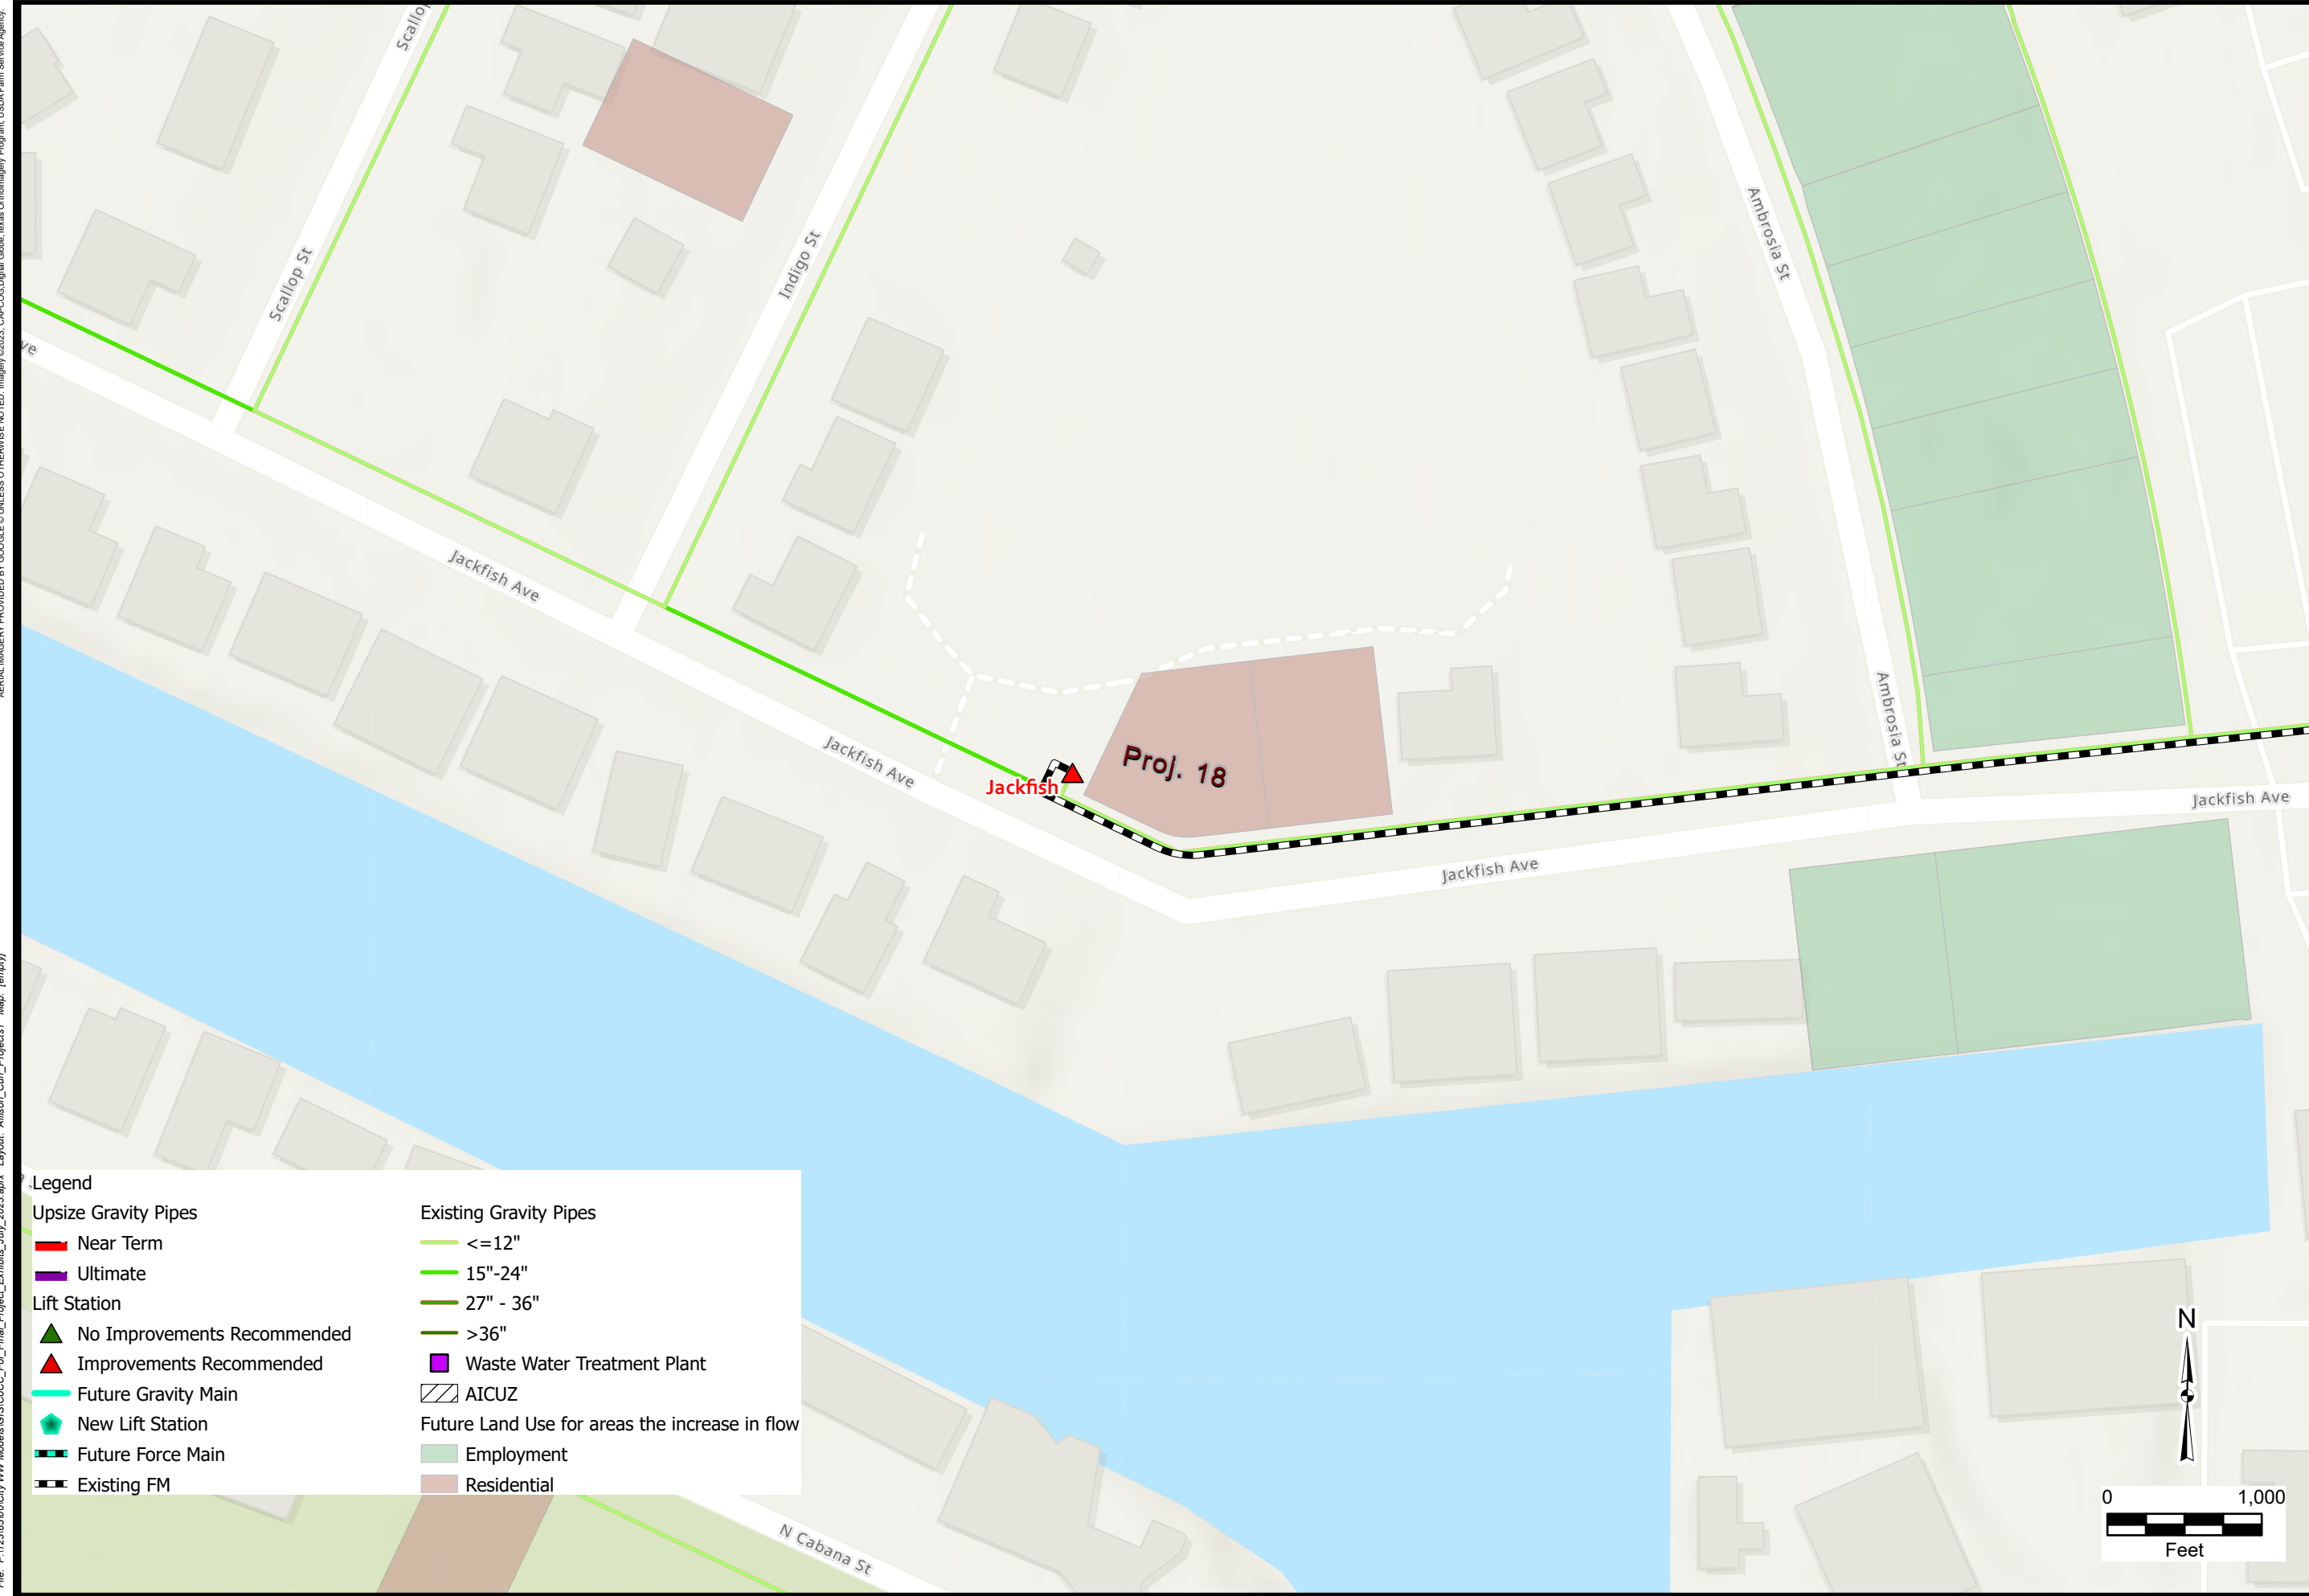 Scallop St
Indigo St
Ambrosia St
Jackfish Ave
Jackfish Ave
Ambrosia St
Proj. 18
Jackfish
Jackfish Ave
Jackfish Ave
N Cabana St
Legend
Upsize Gravity Pipes
Near Term
Ultimate
Lift Station
No Improvements Recommended
Improvements Recommended
Future Gravity Main
New Lift Station
Future Force Main
Existing FM
Existing Gravity Pipes
<=12"
15"-24"
27" - 36"
>36"
Waste Water Treatment Plant
AICUZ
Future Land Use for areas the increase in flow
Employment
Residential
N
0 1,000
Feet